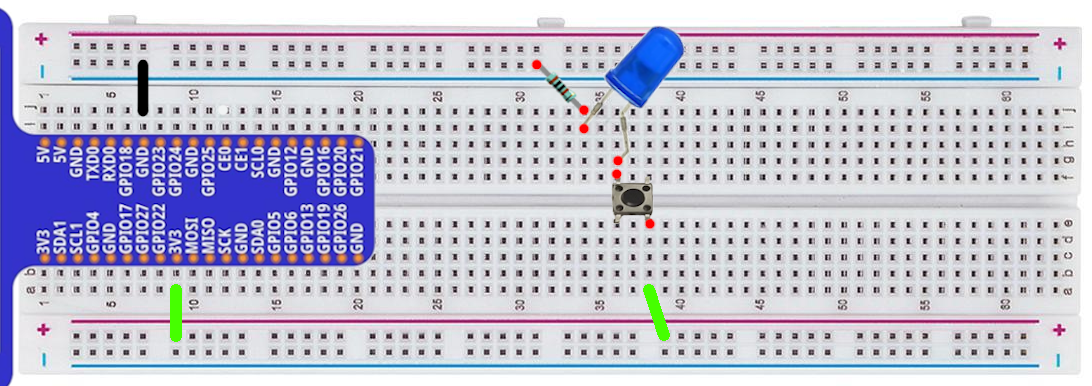 + +
- -
1 5 10 15 20 25 30 35 40 45 50 55 60
j j
i i
h
g
f
5V 5V GND TXD0 RXD0 GPIO18 GND GPIO23 GPIO24 GND GPIO25 CE0 CE1 SCL0 GND GPIO12 GND GPIO16 GPIO20 GPIO21
3V3 SDA1 SCL1 GPIO4 GND GPIO17 GPIO27 GPIO22 3V3 MOSI MISO SCK GND SDA0 GPIO5 GPIO6 GPIO13 GPIO19 GPIO26 GND
e
d
c
b b
a a
1 5 10 15 20 25 30 35 40 45 50 55 60
+ +
- -